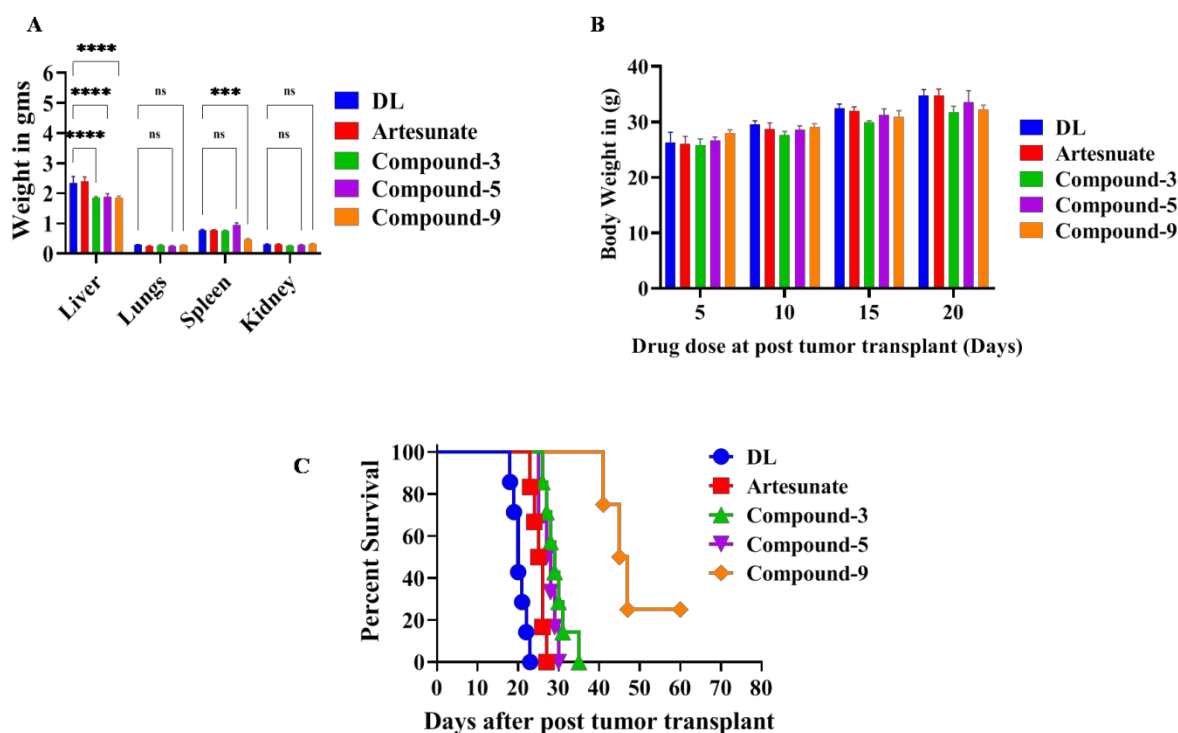 A
Weight in gms
6
5
4
3
2
1
0
****
****
****
ns
ns
***
ns
ns
ns
Liver
Lungs
Spleen
Kidney
DL
Artesunate
Compound-3
Compound-5
Compound-9
B
Body Weight in (g)
40
30
20
10
0
5 10 15 20
Drug dose at post tumor transplant (Days)
DL
Artesnuate
Compound-3
Compound-5
Compound-9
C
Percent Survival
100
80
60
40
20
0
0 10 20 30 40 50 60 70 80
Days after post tumor transplant
DL
Artesunate
Compound-3
Compound-5
Compound-9